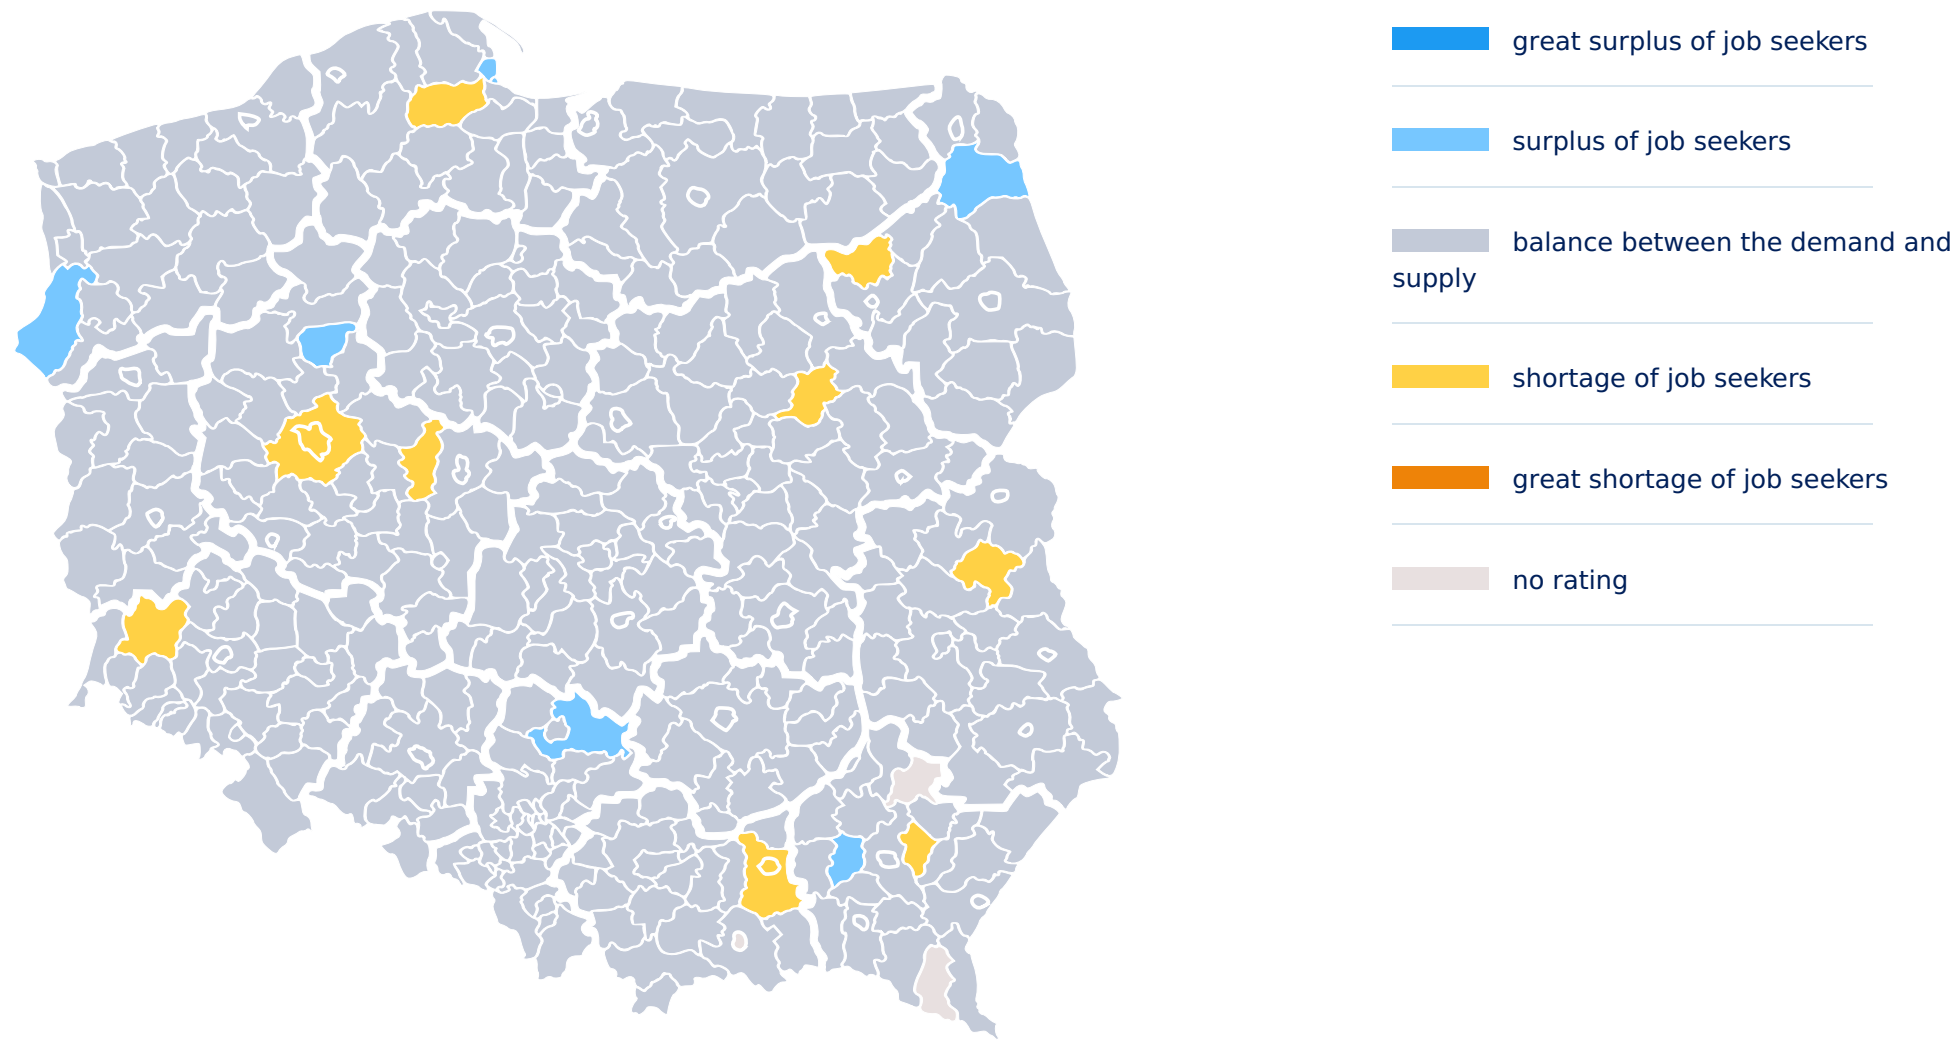 great surplus of job seekers
surplus of job seekers
balance between the demand and
supply
shortage of job seekers
great shortage of job seekers
no rating